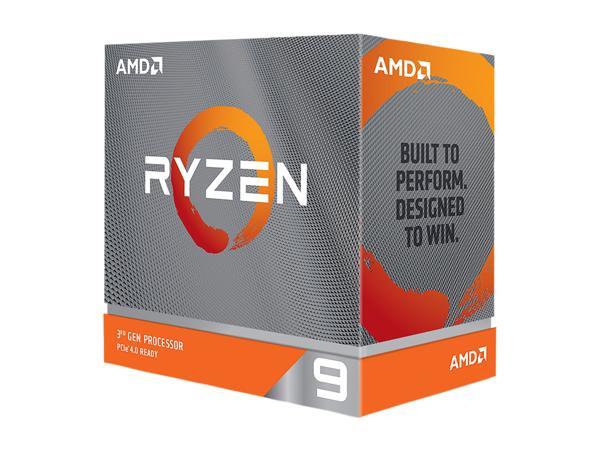 AMD
RYZEN
3RD GEN PROCESSOR
PCIe 4.0 READY
9
AMD
BUILT TO
PERFORM.
DESIGNED
TO WIN.
AMD